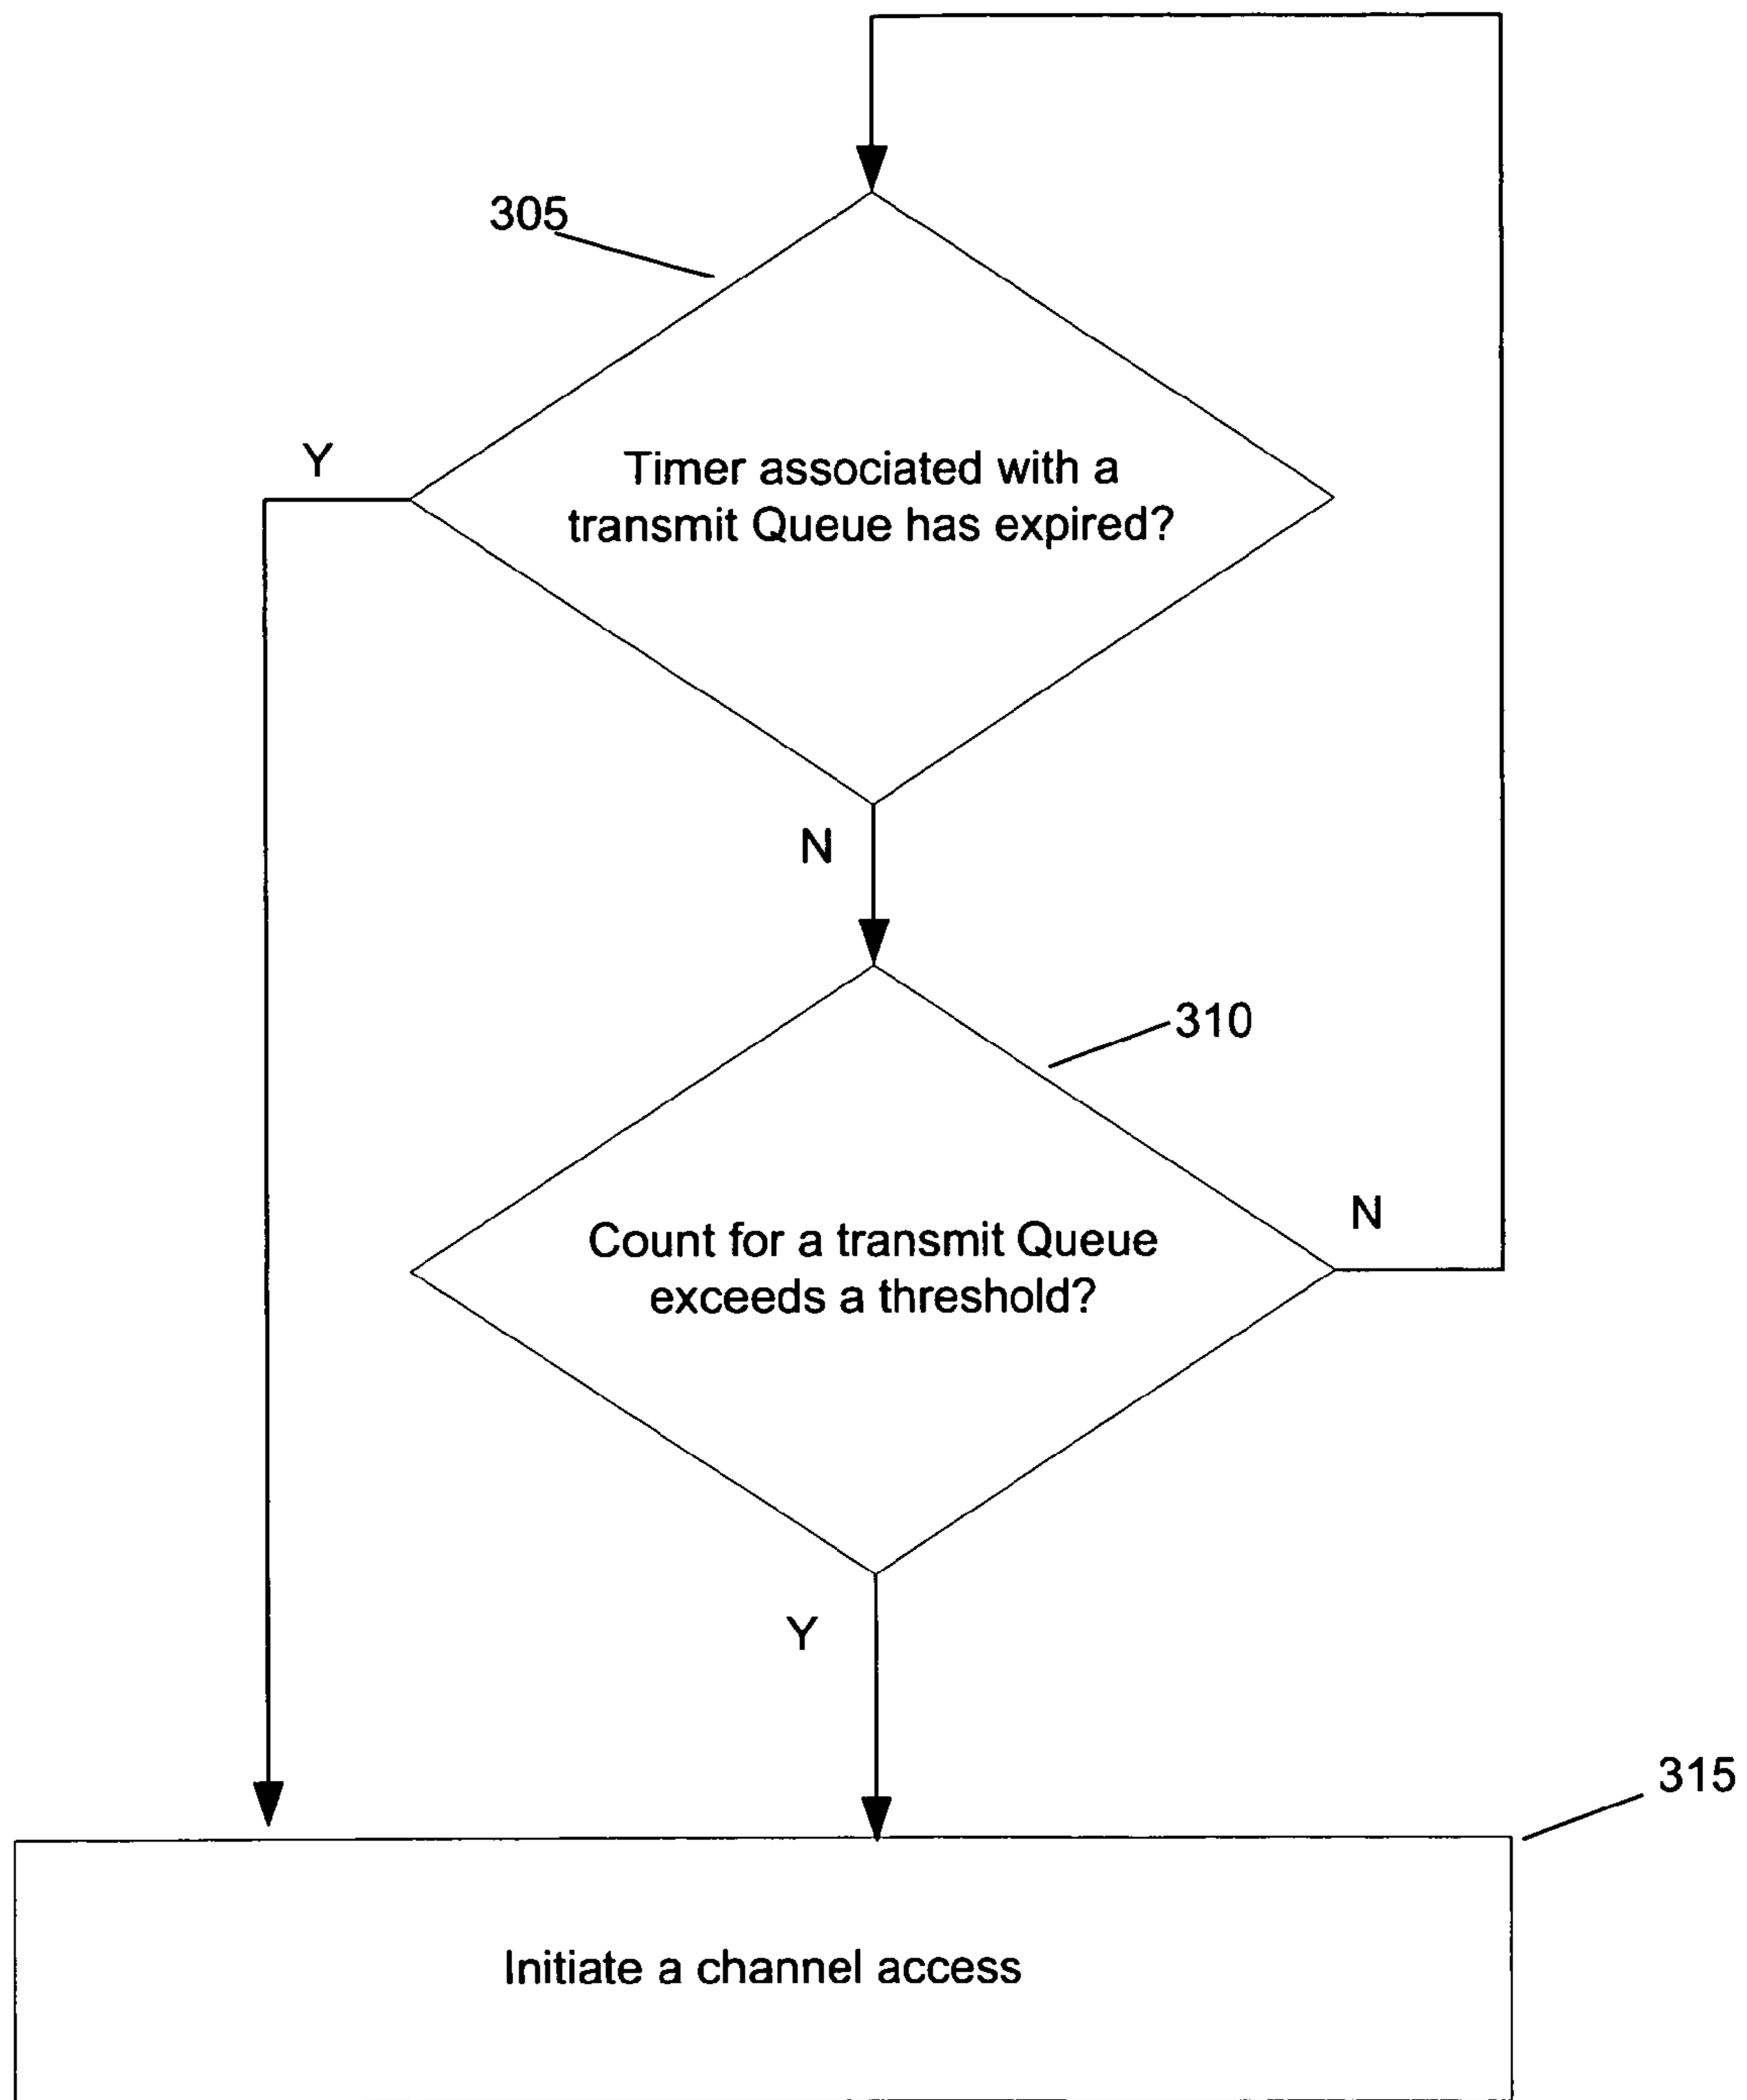 305
Y
Timer associated with a
transmit Queue has expired?
N
310
Count for a transmit Queue
exceeds a threshold?
N
Y
315
Initiate a channel access